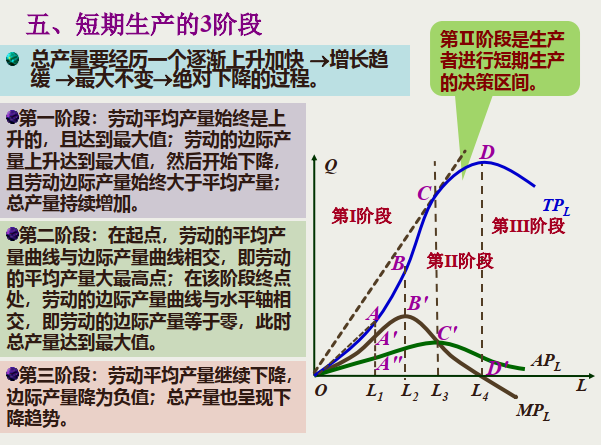 五、短期生产的3阶段
总产量要经历一个逐渐上升加快 →增长趋
缓 →最大不变→绝对下降的过程。
第Ⅱ阶段是生产
者进行短期生产
的决策区间。
第一阶段：劳动平均产量始终是上
升的，且达到最大值；劳动的边际产
量上升达到最大值，然后开始下降，
且劳动边际产量始终大于平均产量；
总产量持续增加。
第二阶段：在起点，劳动的平均产
量曲线与边际产量曲线相交，即劳动
的平均产量大最高点；在该阶段终点
处，劳动的边际产量曲线与水平轴相
交，即劳动的边际产量等于零，此时
总产量达到最大值。
第三阶段：劳动平均产量继续下降，
边际产量降为负值；总产量也呈现下
降趋势。
Q
D
C
TPL
第Ⅰ阶段
第Ⅲ阶段
B
第Ⅱ阶段
B′
A
A′
C′
A″
D′
APL
O
L1
L2
L3
L4
L
MPL